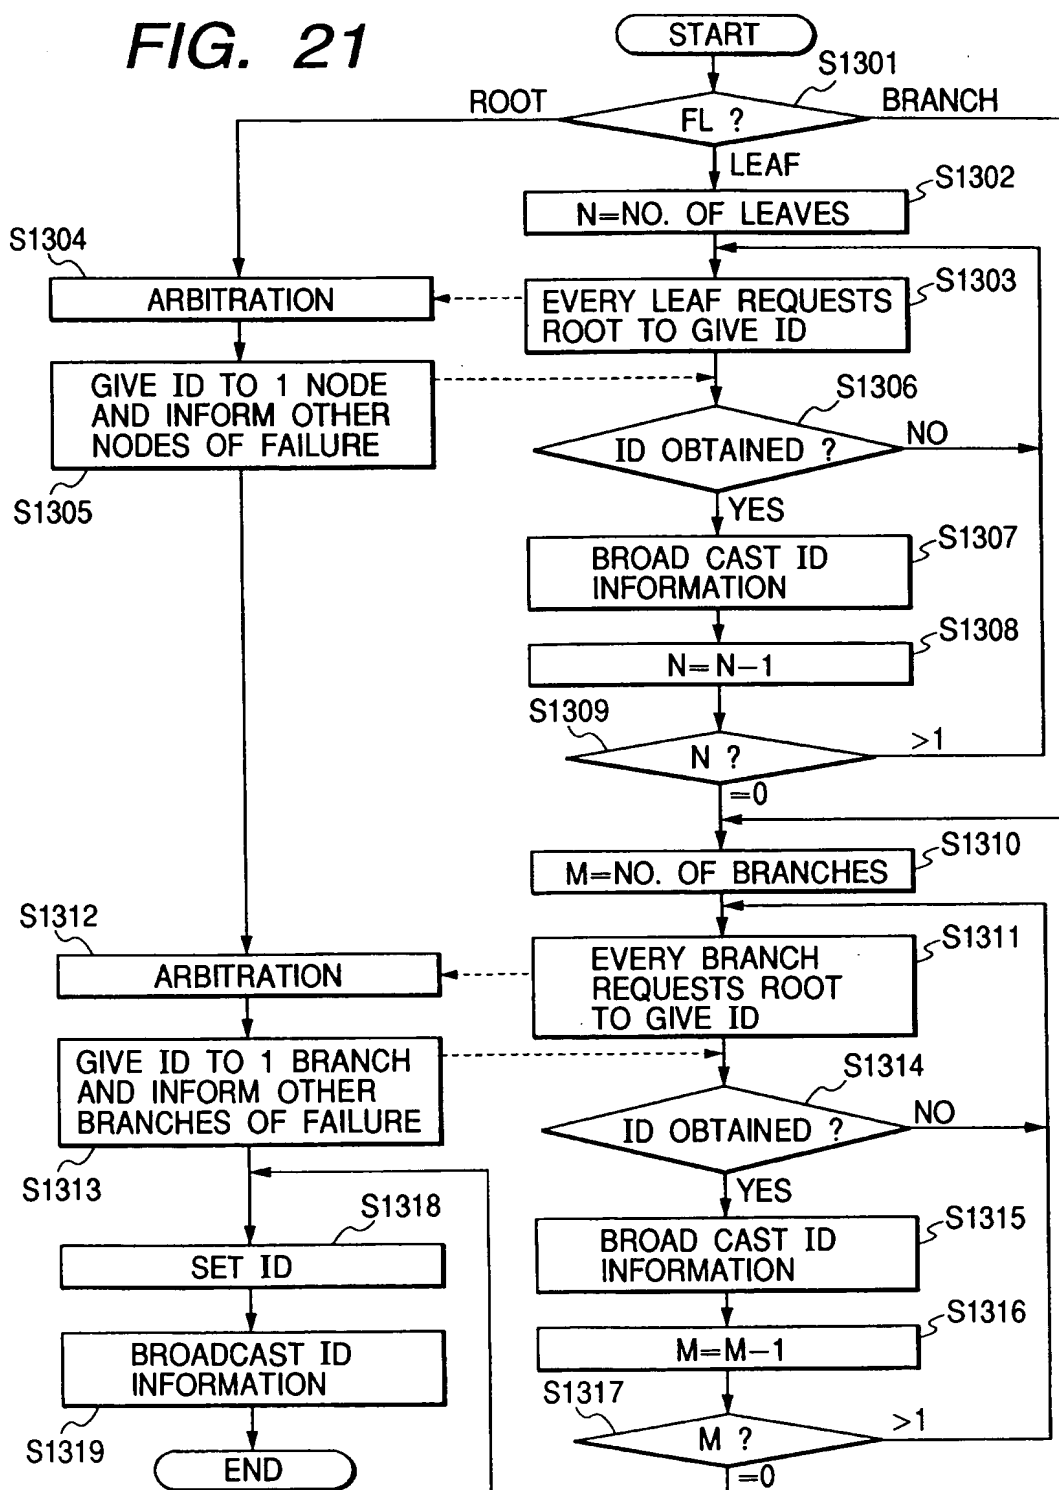 FIG. 21
START
S1301
ROOT
FL ?
BRANCH
LEAF
S1302
N=NO. OF LEAVES
S1304
ARBITRATION
S1303
EVERY LEAF REQUESTS
ROOT TO GIVE ID
GIVE ID TO 1 NODE
AND INFORM OTHER
NODES OF FAILURE
S1305
S1306
ID OBTAINED ?
NO
YES
S1307
BROAD CAST ID
INFORMATION
S1308
N=N-1
S1309
N ?
>1
=0
S1310
M=NO. OF BRANCHES
S1312
ARBITRATION
S1311
EVERY BRANCH
REQUESTS ROOT
TO GIVE ID
GIVE ID TO 1 BRANCH
AND INFORM OTHER
BRANCHES OF FAILURE
S1313
S1314
ID OBTAINED ?
NO
YES
S1318
SET ID
S1315
BROAD CAST ID
INFORMATION
S1316
M=M-1
BROADCAST ID
INFORMATION
S1319
S1317
M ?
>1
=0
END